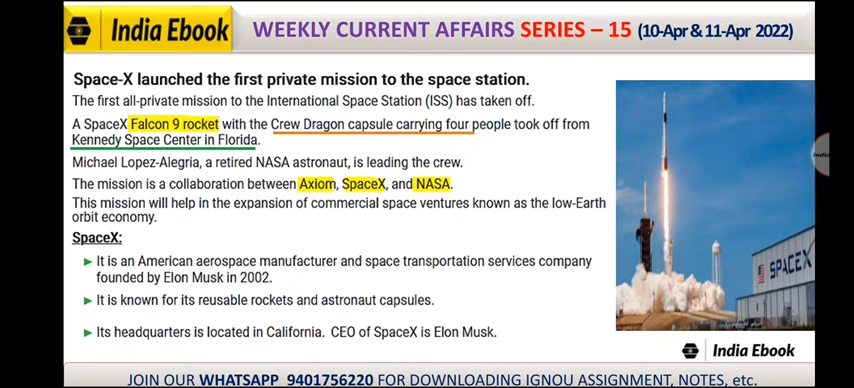 India Ebook
WEEKLY CURRENT AFFAIRS SERIES – 15 (10-Apr & 11-Apr 2022)
Space-X launched the first private mission to the space station.
The first all-private mission to the International Space Station (ISS) has taken off.
A SpaceX Falcon 9 rocket with the Crew Dragon capsule carrying four people took off from
Kennedy Space Center in Florida.
Michael Lopez-Alegria, a retired NASA astronaut, is leading the crew.
The mission is a collaboration between Axiom, SpaceX, and NASA.
This mission will help in the expansion of commercial space ventures known as the low-Earth
orbit economy.
SpaceX:
► It is an American aerospace manufacturer and space transportation services company
founded by Elon Musk in 2002.
► It is known for its reusable rockets and astronaut capsules.
► Its headquarters is located in California. CEO of SpaceX is Elon Musk.
SPACEX
India
India Ebook
JOIN OUR WHATSAPP 9401756220 FOR DOWNLOADING IGNOU ASSIGNMENT, NOTES, etc.